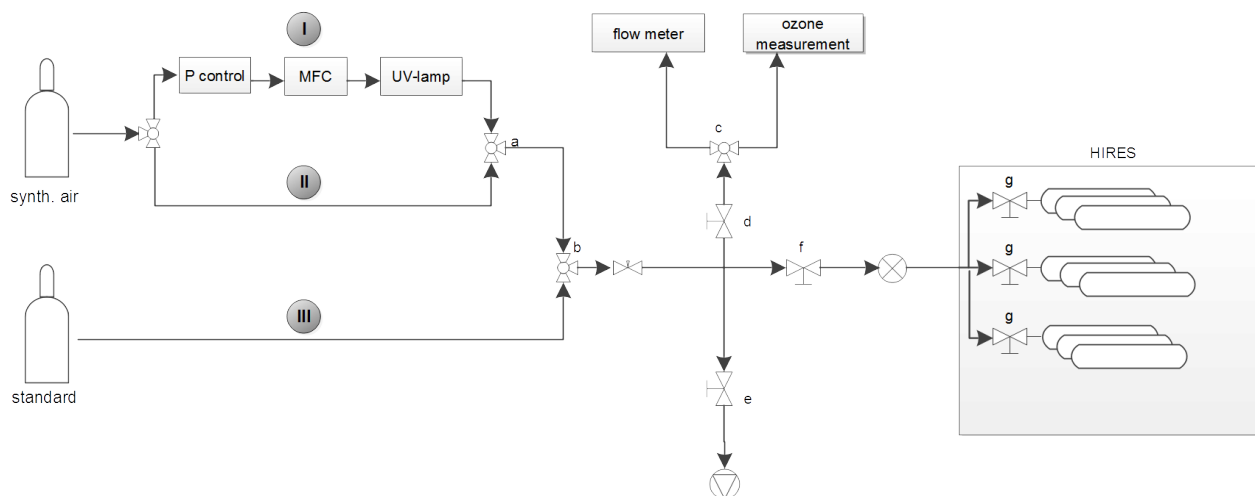 I
flow meter
ozone
measurement
P control
MFC
UV-lamp
a
c
HIRES
synth. air
II
g
d
b
f
g
III
g
standard
e